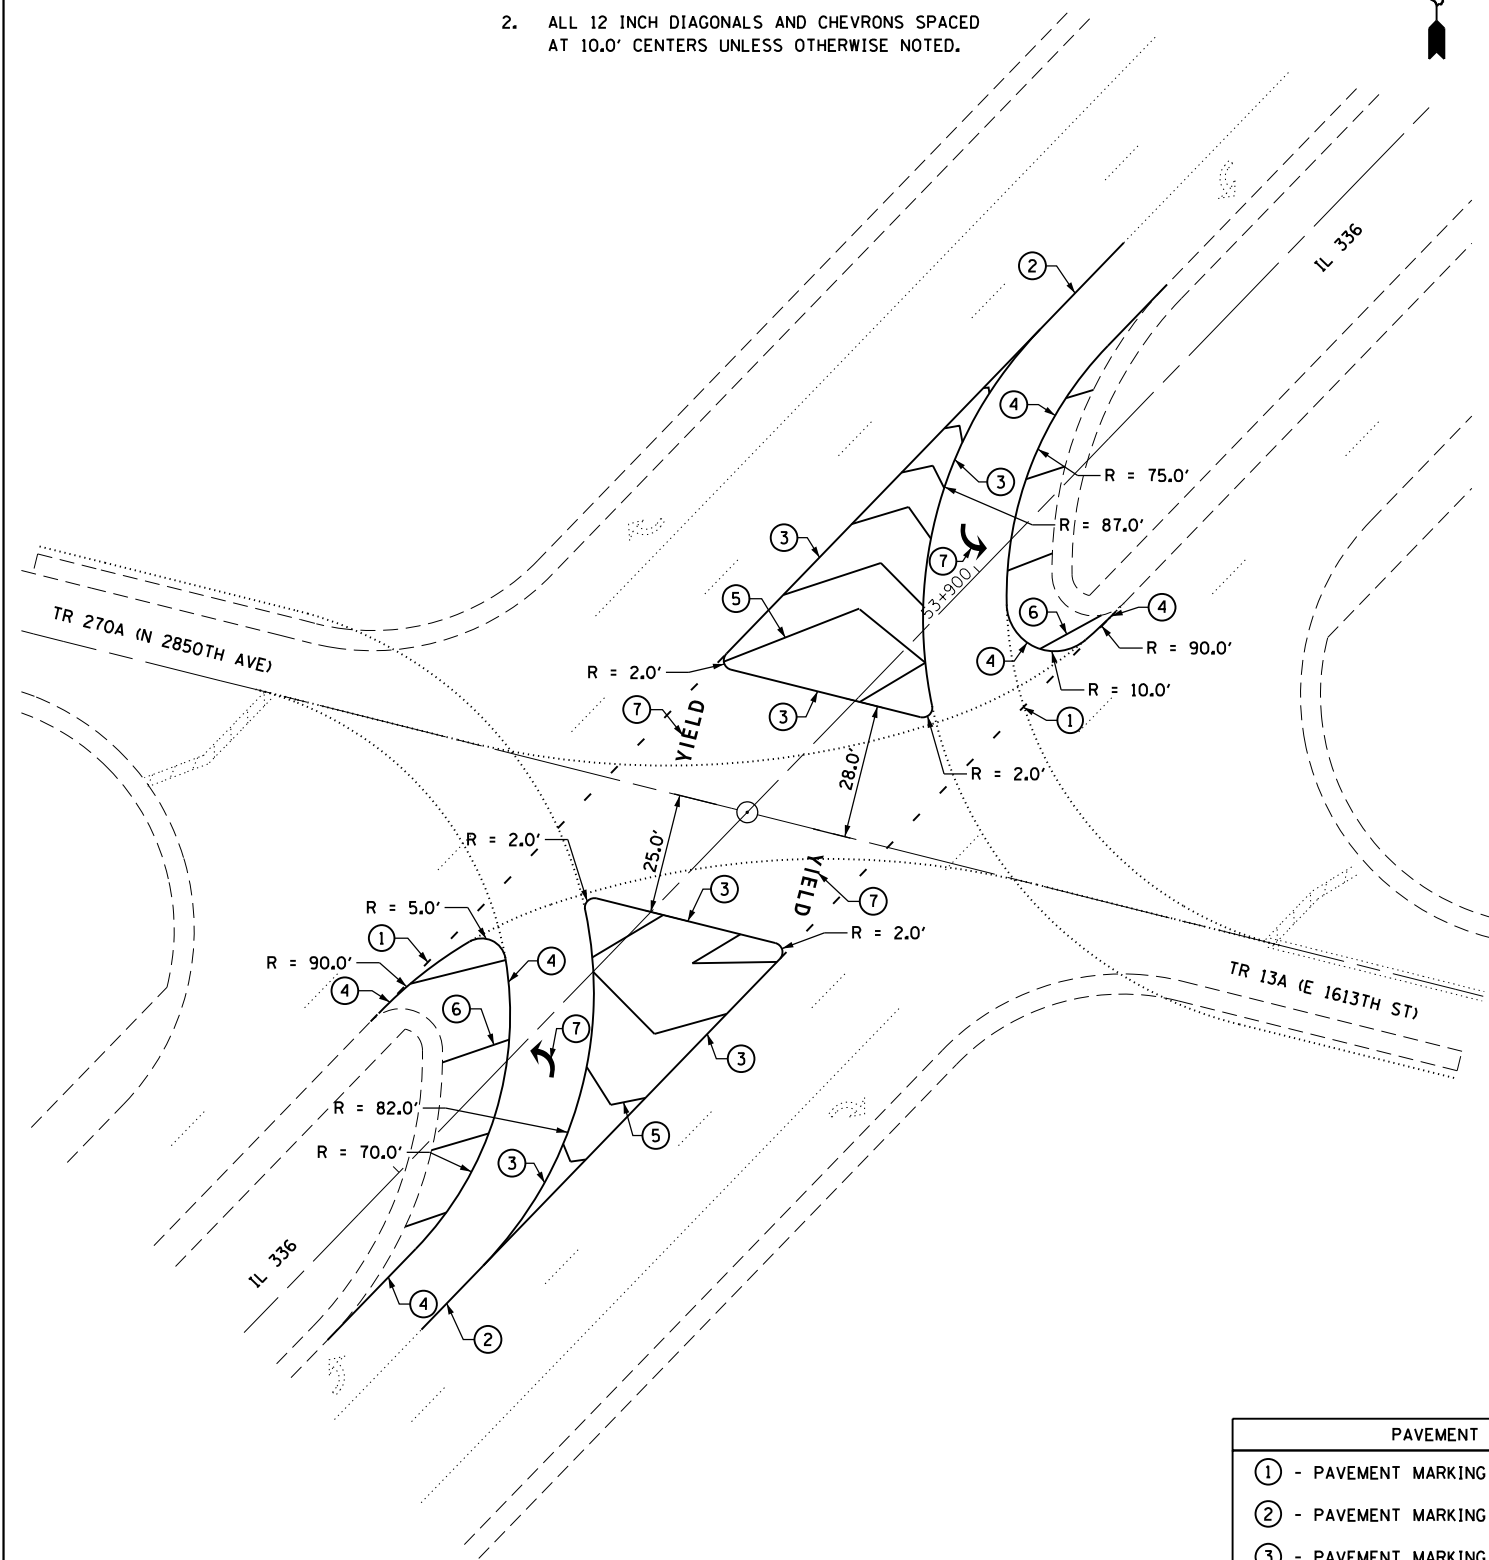 2. ALL 12 INCH DIAGONALS AND CHEVRONS SPACED
AT 10.0' CENTERS UNLESS OTHERWISE NOTED.
IL 336
2
4
R = 75.0'
3
R = 87.0'
3
7
53+900
5
6
4
R = 90.0'
4
R = 10.0'
TR 270A (N 2850TH AVE)
R = 2.0'
7
YIELD
3
1
R = 2.0'
28.0'
R = 2.0'
25.0'
YIELD
3
7
R = 5.0'
1
R = 2.0'
R = 90.0'
4
4
TR 13A (E 1613TH ST)
6
7
3
R = 82.0'
5
R = 70.0'
3
IL 336
4
2
PAVEMENT
1 - PAVEMENT MARKING
2 - PAVEMENT MARKING
3 - PAVEMENT MARKING